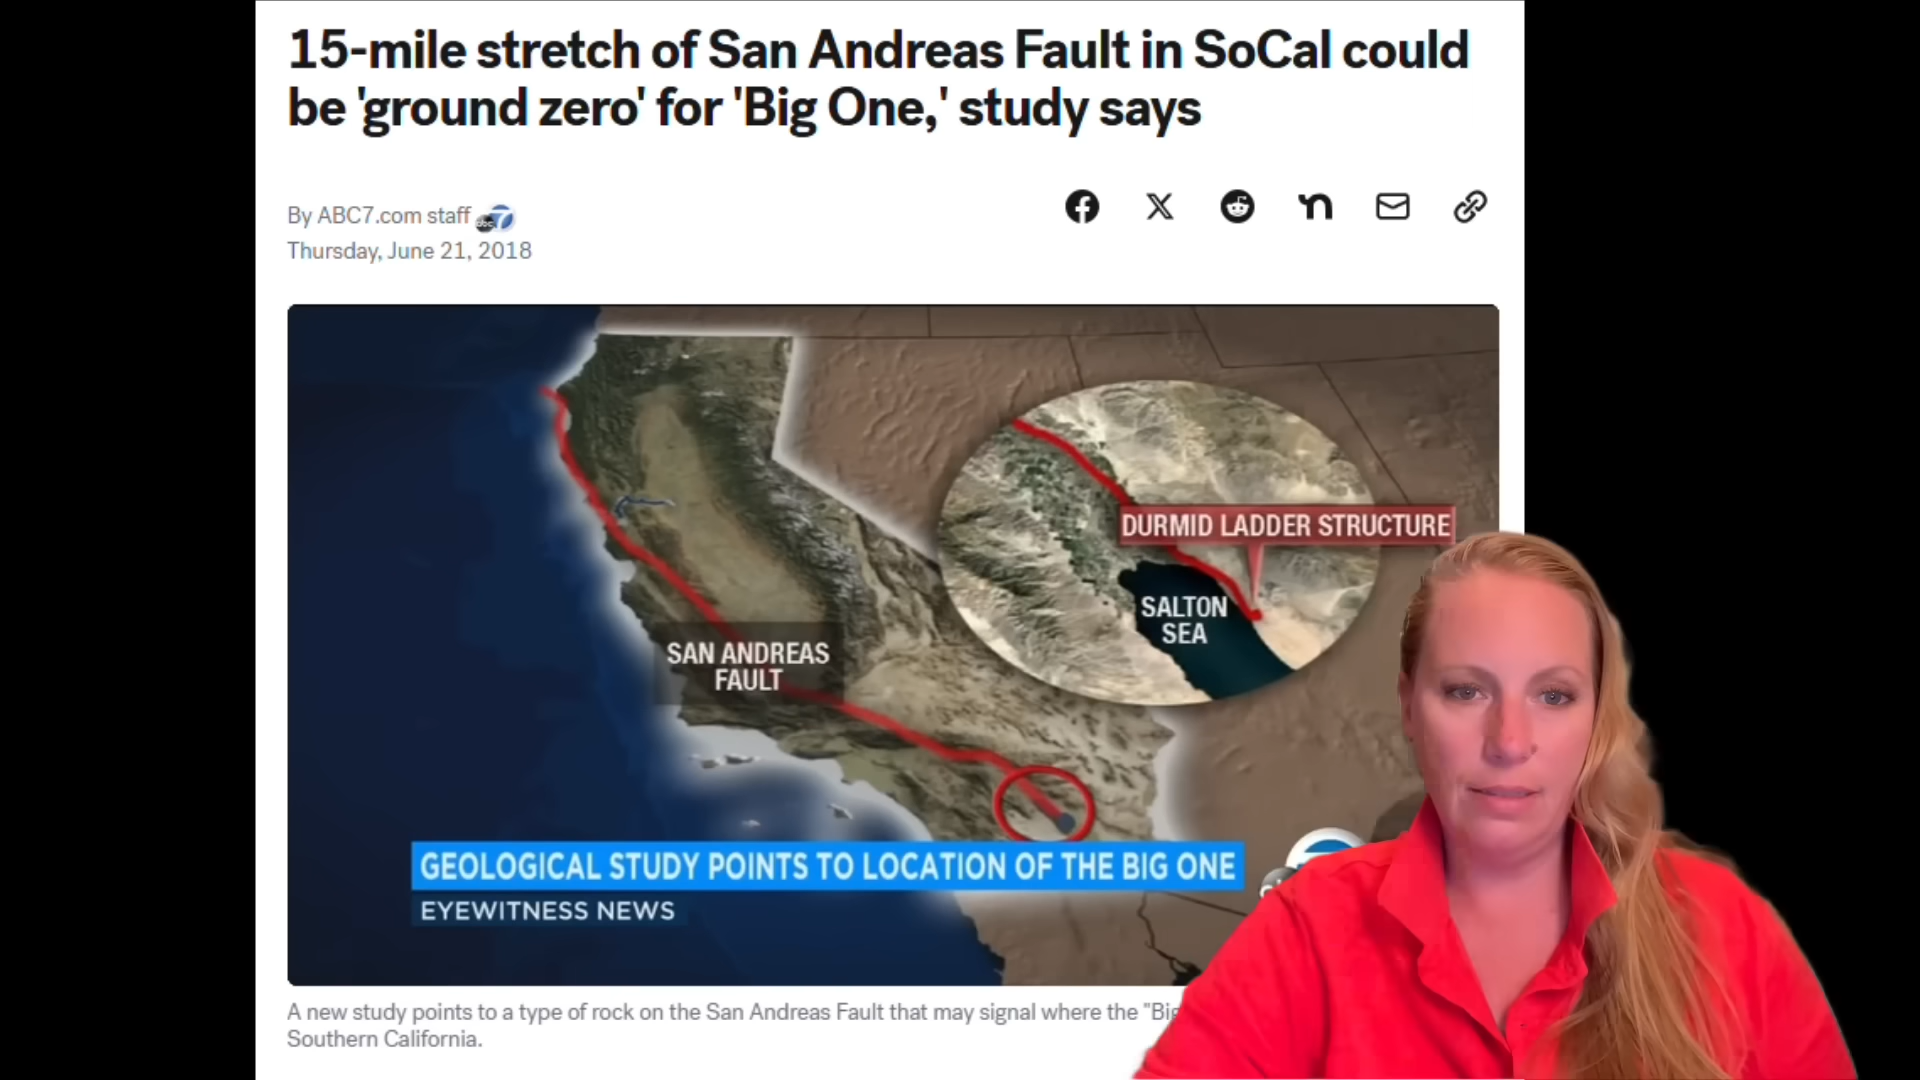 15-mile stretch of San Andreas Fault in SoCal could
be 'ground zero' for 'Big One,' study says
By ABC7.com staff
Thursday, June 21, 2018
DURMID LADDER STRUCTURE
SALTON
SEA
SAN ANDREAS
FAULT
GEOLOGICAL STUDY POINTS TO LOCATION OF THE BIG ONE
EYEWITNESS NEWS
A new study points to a type of rock on the San Andreas Fault that may signal where the "Big
Southern California.